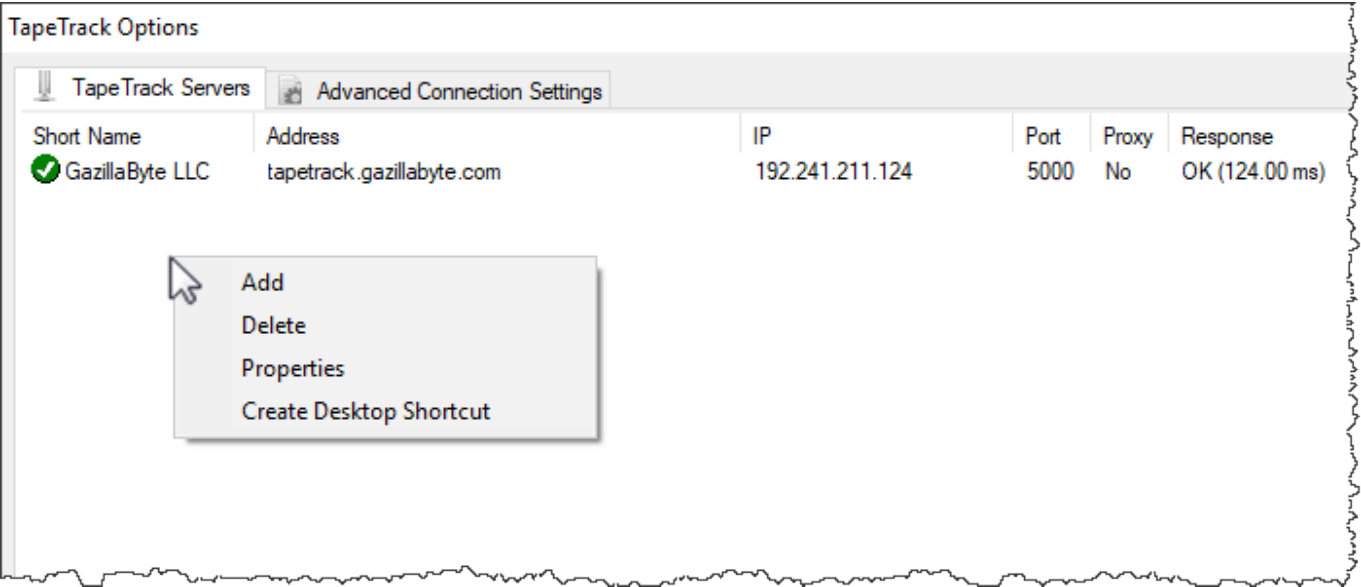 TapeTrack Options
TapeTrack Servers Advanced Connection Settings
Short Name Address IP Port Proxy Response
GazillaByte LLC tapetrack.gazillabyte.com 192.241.211.124 5000 No OK (124.00 ms)
Add
Delete
Properties
Create Desktop Shortcut